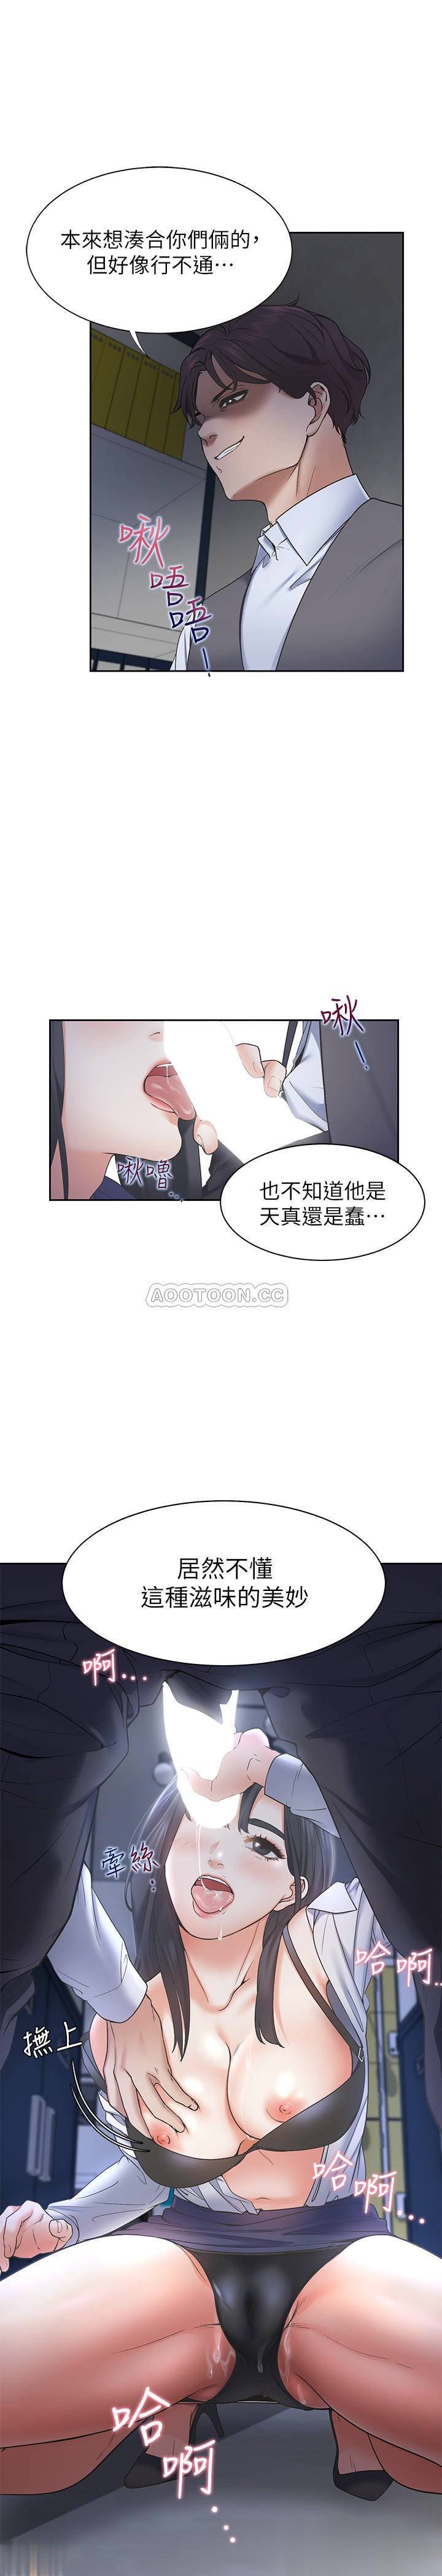 本來想湊合你們倆的，
但好像行不通…
啾
唔
唔
！
啾
！
啾嚕…
也不知道他是
天真還是蠢…
AOOTOON.CC
居然不懂
這種滋味的美妙
啊…
牽絲
：
哈啊…
撫上
哈啊…
哈
啊
…